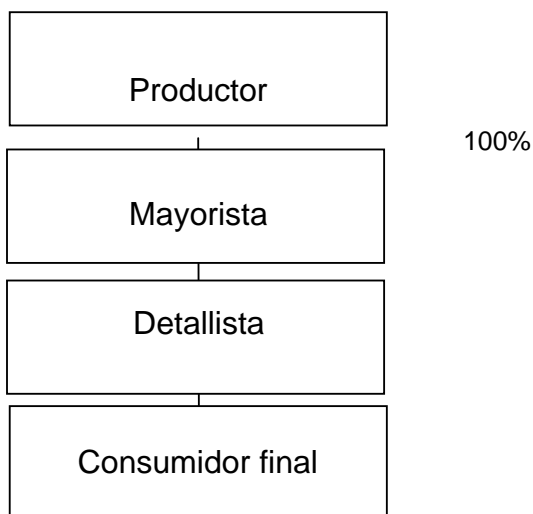 Productor
100%
Mayorista
Detallista
Consumidor final